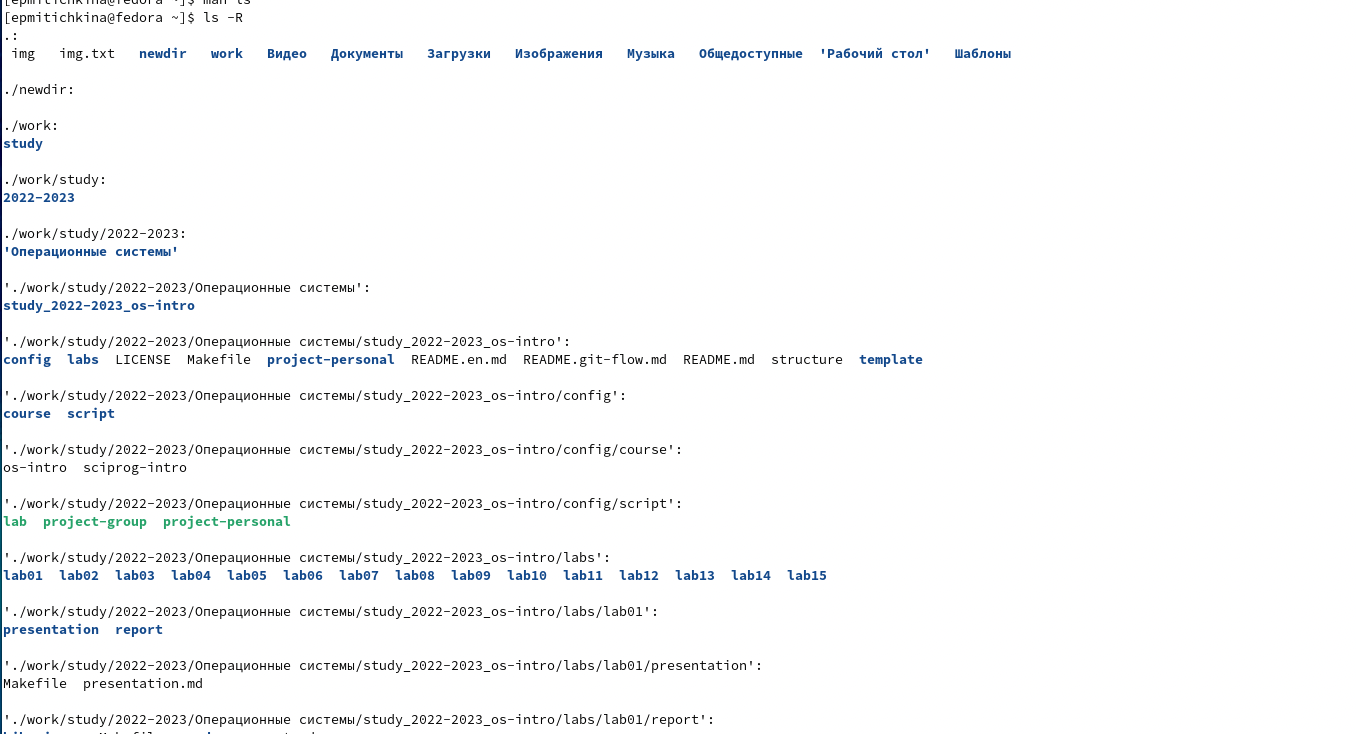 [epmitichkina@fedora ~]$ man ls
[epmitichkina@fedora ~]$ ls -R
.:
img img.txt newdir work Видео Документы Загрузки Изображения Музыка Общедоступные 'Рабочий стол' Шаблоны
./newdir:
./work:
study
./work/study:
2022-2023
./work/study/2022-2023:
'Операционные системы'
'./work/study/2022-2023/Операционные системы':
study_2022-2023_os-intro
'./work/study/2022-2023/Операционные системы/study_2022-2023_os-intro':
config labs LICENSE Makefile project-personal README.en.md README.git-flow.md README.md structure template
'./work/study/2022-2023/Операционные системы/study_2022-2023_os-intro/config':
course script
'./work/study/2022-2023/Операционные системы/study_2022-2023_os-intro/config/course':
os-intro sciprog-intro
'./work/study/2022-2023/Операционные системы/study_2022-2023_os-intro/config/script':
lab project-group project-personal
'./work/study/2022-2023/Операционные системы/study_2022-2023_os-intro/labs':
lab01 lab02 lab03 lab04 lab05 lab06 lab07 lab08 lab09 lab10 lab11 lab12 lab13 lab14 lab15
'./work/study/2022-2023/Операционные системы/study_2022-2023_os-intro/labs/lab01':
presentation report
'./work/study/2022-2023/Операционные системы/study_2022-2023_os-intro/labs/lab01/presentation':
Makefile presentation.md
'./work/study/2022-2023/Операционные системы/study_2022-2023_os-intro/labs/lab01/report':